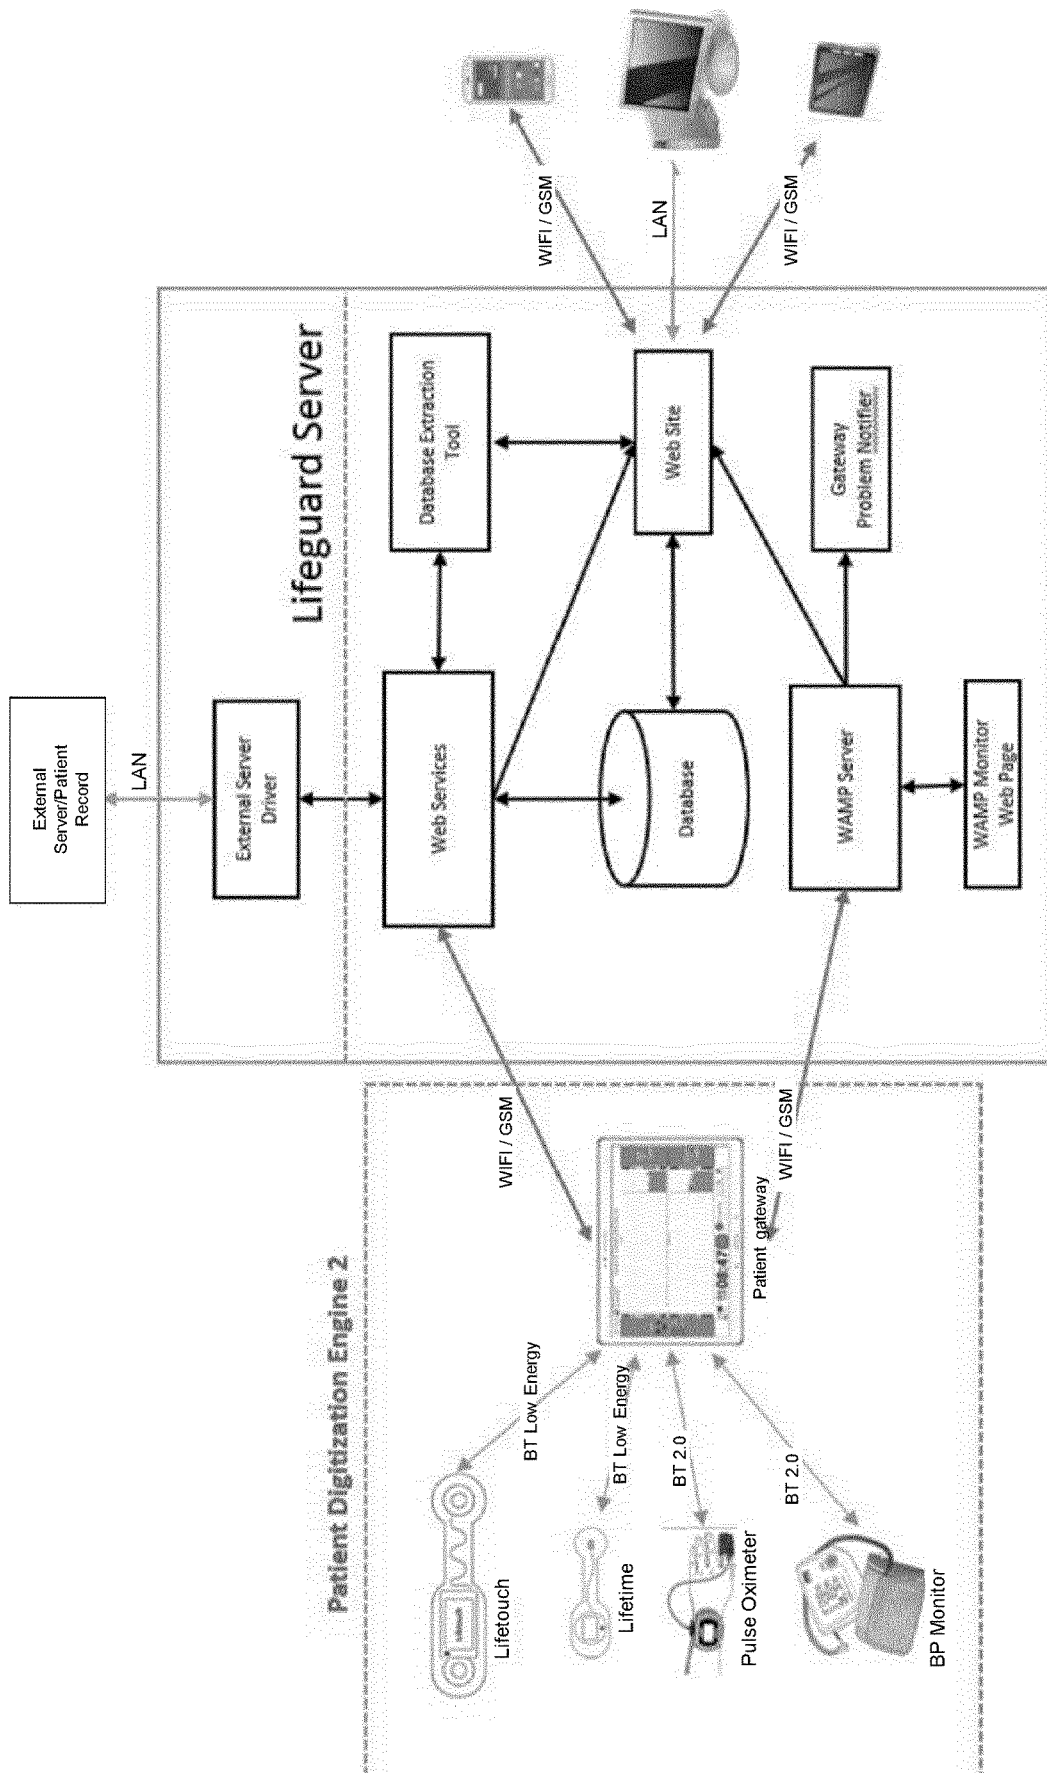 Patient Digitization Engine 2
Lifetouch
Lifetime
Pulse Oximeter
BP Monitor
BT Low Energy
BT Low Energy
BT 2.0
BT 2.0
08:47
Patient gateway
WIFI / GSM
WIFI / GSM
External
Server/Patient
Record
LAN
Lifeguard Server
External Server
Driver
Web Services
Database Extraction
Tool
Database
Web Site
WAMP Server
Gateway
Problem Notifier
WAMP Monitor
Web Page
WIFI / GSM
LAN
WIFI / GSM